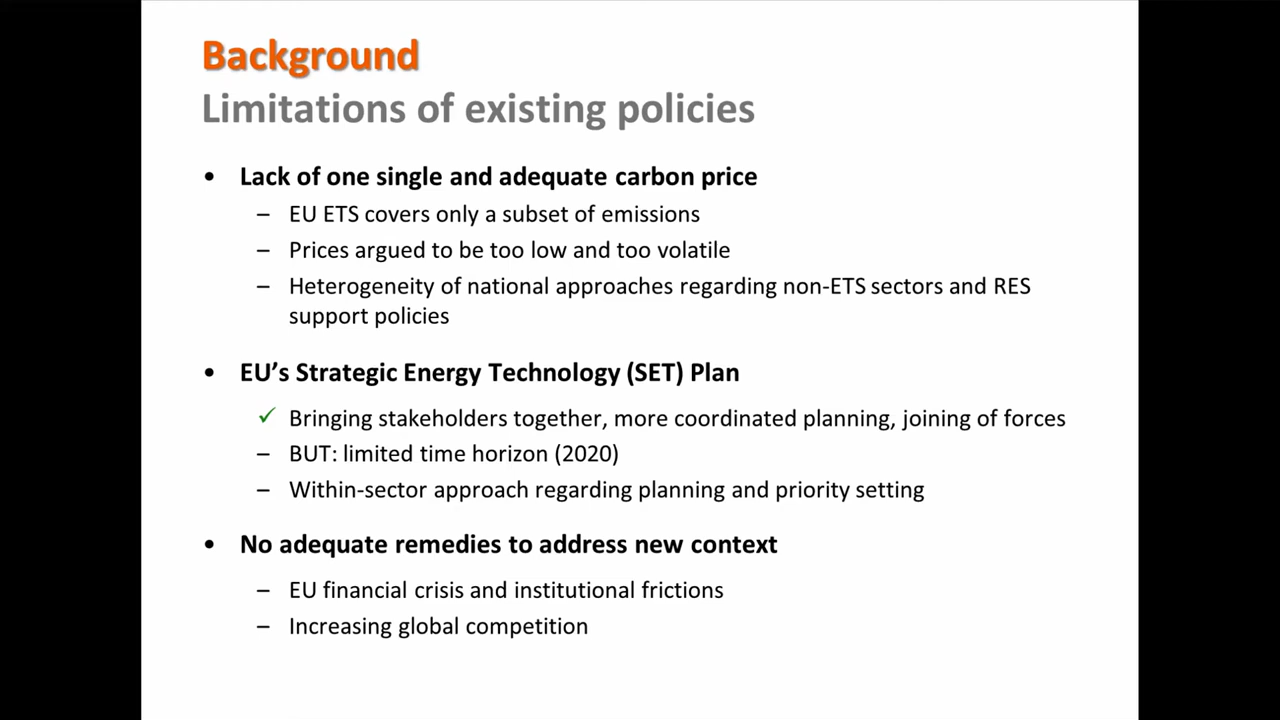 Background
Limitations of existing policies
• Lack of one single and adequate carbon price
– EU ETS covers only a subset of emissions
– Prices argued to be too low and too volatile
– Heterogeneity of national approaches regarding non-ETS sectors and RES
support policies
• EU’s Strategic Energy Technology (SET) Plan
✓ Bringing stakeholders together, more coordinated planning, joining of forces
– BUT: limited time horizon (2020)
– Within-sector approach regarding planning and priority setting
• No adequate remedies to address new context
– EU financial crisis and institutional frictions
– Increasing global competition